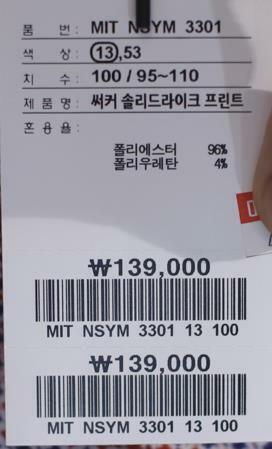 품 번 : MIT NSYM 3301
색 상 : 13,53
치 수 : 100 / 95~110
제 품 명 : 써커 솔리드라이크 프린트
혼 용 율 :
폴리에스터 96%
폴리우레탄 4%
₩139,000
MIT NSYM 3301 13 100
₩139,000
MIT NSYM 3301 13 100